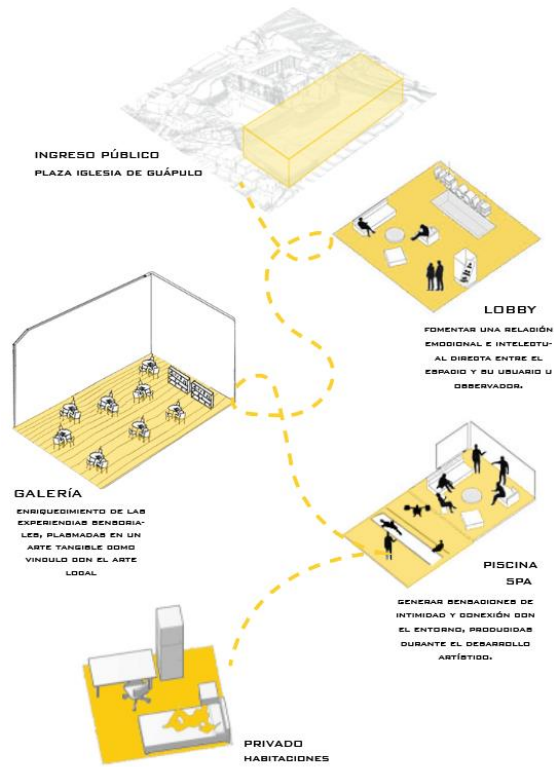 INGRESO PÚBLICO
PLAZA IGLESIA DE GUÁPULO
LOBBY
FOMENTAR UNA RELACIÓN
EMOCIONAL E INTELECTU-
AL DIRECTA ENTRE EL
ESPACIO Y SU USUARIO U
OBSERVADOR.
GALERÍA
ENRIQUEDIMIENTO DE LAS
EXPERIENCIAS SENSORIA-
LES, PLASMADAS EN UN
ARTE TANGIBLE COMO
VINCULO CON EL ARTE
LOCAL
PISCINA
SPA
GENERAR SENSACIONES DE
INTIMIDAD Y CONEXIÓN CON
EL ENTORNO, PRODUCIDAS
DURANTE EL DESARROLLO
ARTÍSTICO.
PRIVADO
HABITACIONES